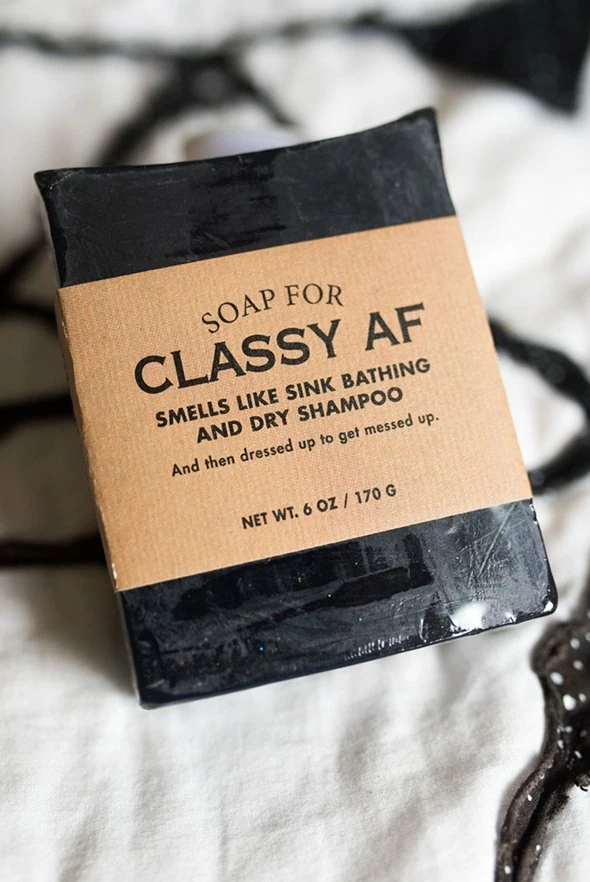 SOAP FOR
CLASSY AF
SMELLS LIKE SINK BATHING
AND DRY SHAMPOO
And then dressed up to get messed up.
NET WT. 6 OZ / 170 G